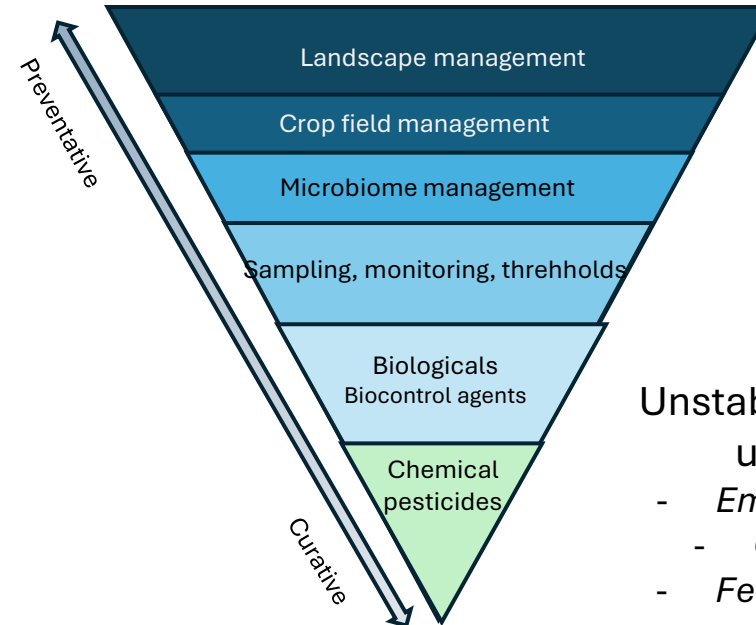 Landscape management
Preventative
Crop field management
Microbiome management
Sampling, monitoring, threhholds
Biologicals
Biocontrol agents
Chemical
pesticides
Curative
-
-
-